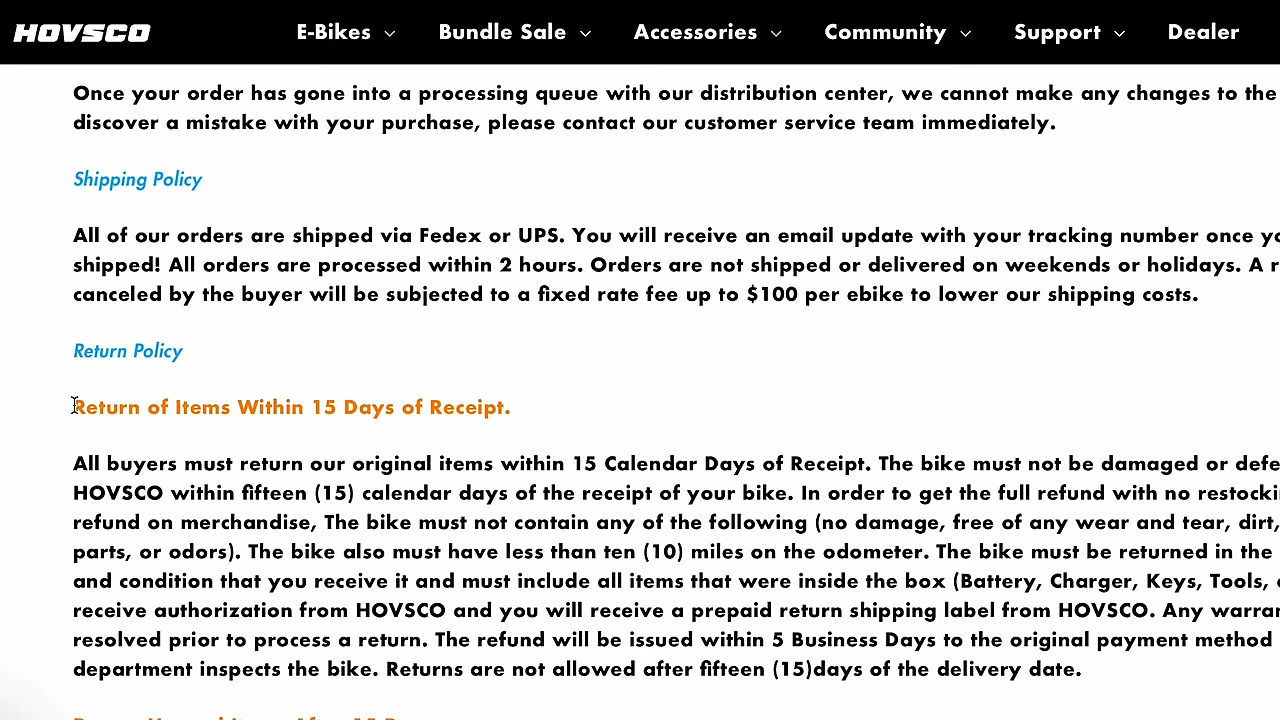 HOVSCO E-Bikes Bundle Sale Accessories Community Support Dealer
Once your order has gone into a processing queue with our distribution center, we cannot make any changes to the
discover a mistake with your purchase, please contact our customer service team immediately.
Shipping Policy
All of our orders are shipped via Fedex or UPS. You will receive an email update with your tracking number once
shipped! All orders are processed within 2 hours. Orders are not shipped or delivered on weekends or holidays. A
canceled by the buyer will be subjected to a fixed rate fee up to $100 per ebike to lower our shipping costs.
Return Policy
Return of Items Within 15 Days of Receipt.
All buyers must return our original items within 15 Calendar Days of Receipt. The bike must not be damaged or
HOVSCO within fifteen (15) calendar days of the receipt of your bike. In order to get the full refund with no
refund on merchandise, The bike must not contain any of the following (no damage, free of any wear and tear, dirt,
parts, or odors). The bike also must have less than ten (10) miles on the odometer. The bike must be returned in the
and condition that you receive it and must include all items that were inside the box (Battery, Charger, Keys, Tools,
receive authorization from HOVSCO and you will receive a prepaid return shipping label from HOVSCO. Any
resolved prior to process a return. The refund will be issued within 5 Business Days to the original payment method
department inspects the bike. Returns are not allowed after fifteen (15)days of the delivery date.